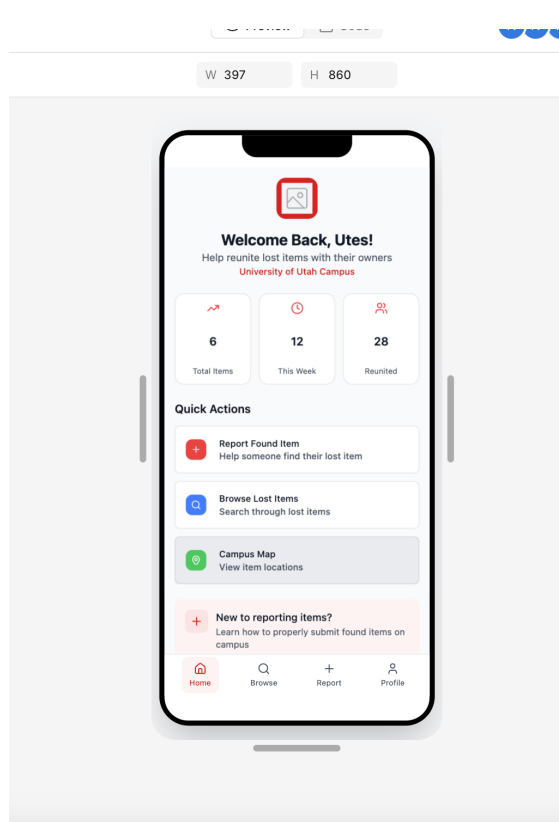 W 397
H 860
Welcome Back, Utes!
Help reunite lost items with their owners
University of Utah Campus
6
Total Items
12
This Week
28
Reunited
Quick Actions
Report Found Item
Help someone find their lost item
Browse Lost Items
Search through lost items
Campus Map
View item locations
New to reporting items?
Learn how to properly submit found items on
campus
Home
Browse
Report
Profile